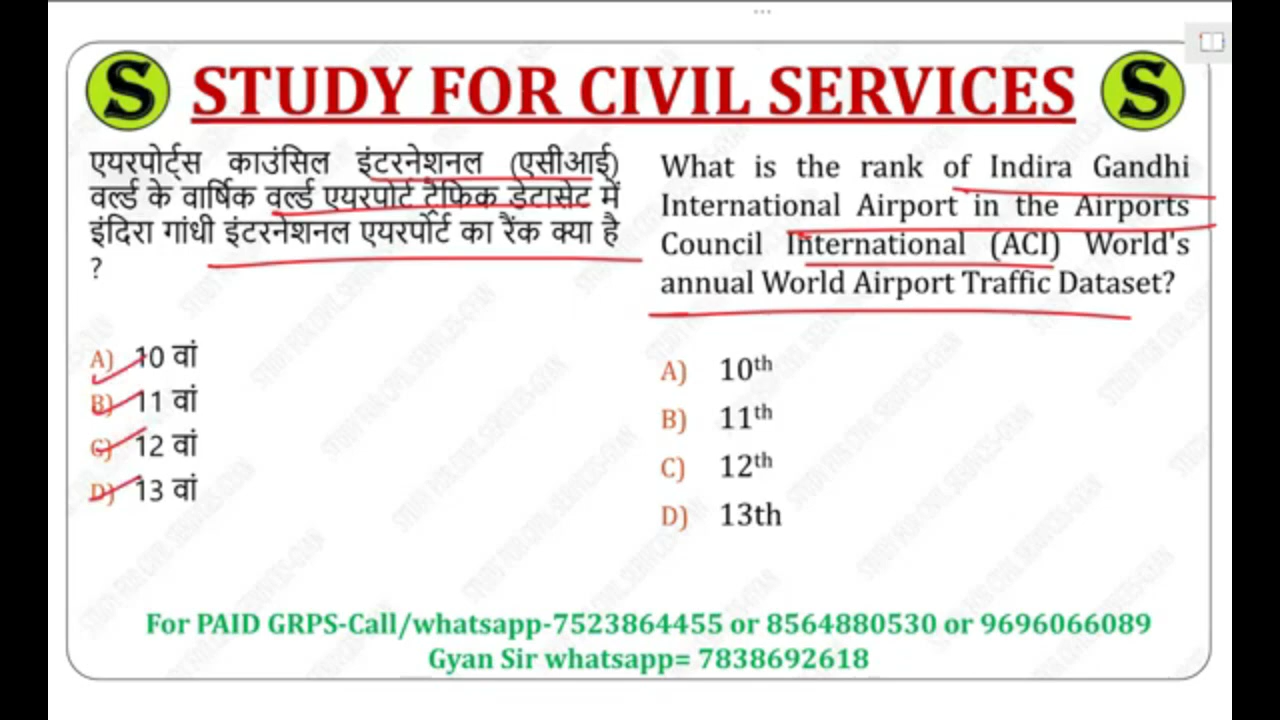 S STUDY FOR CIVIL SERVICES S
एयरपोर्ट्स काउंसिल इंटरनेशनल (एसीआई)
वर्ल्ड के वार्षिक वर्ल्ड एयरपोर्ट ट्रैफिक डेटासेट में
इंदिरा गांधी इंटरनेशनल एयरपोर्ट का रैंक क्या है
?
A) 10 वां
B) 11 वां
C) 12 वां
D) 13 वां
What is the rank of Indira Gandhi
International Airport in the Airports
Council International (ACI) World's
annual World Airport Traffic Dataset?
A) 10th
B) 11th
C) 12th
D) 13th
For PAID GRPS-Call/whatsapp-7523864455 or 8564880530 or 9696066089
Gyan Sir whatsapp= 7838692618